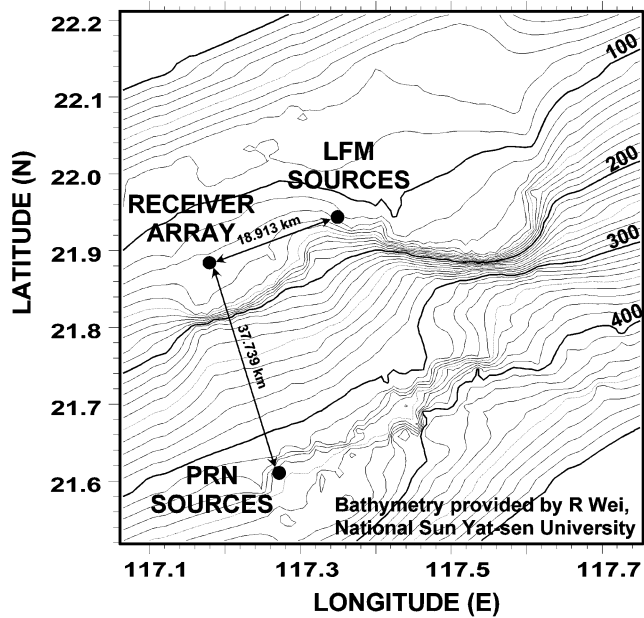 22.2
22.1
22.0
21.9
21.8
21.7
21.6
LATITUDE (N)
100
200
300
400
LFM
SOURCES
RECEIVER
ARRAY
18.913 km
37.739 km
PRN
SOURCES
Bathymetry provided by R Wei,
National Sun Yat-sen University
117.1 117.3 117.5 117.7
LONGITUDE (E)